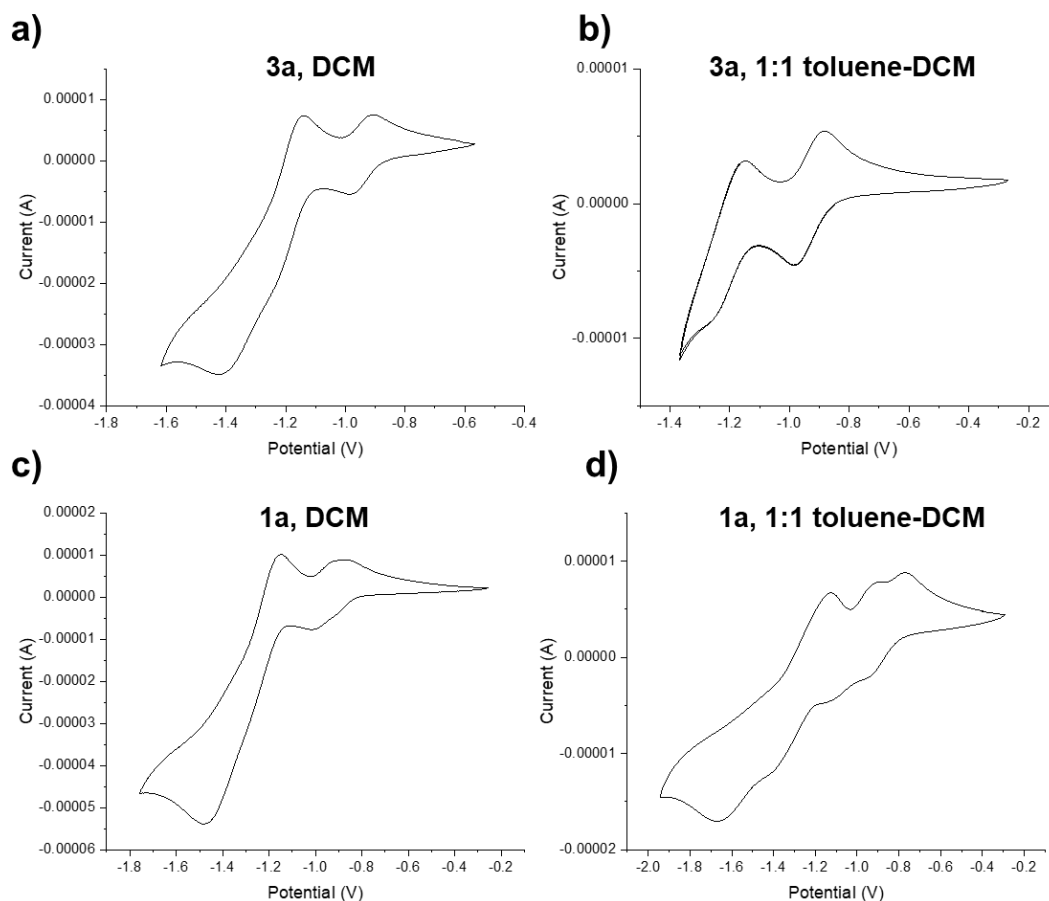 a)
3a, DCM
0.00001
0.00000
-0.00001
-0.00002
-0.00003
-0.00004
Current (A)
-1.8 -1.6 -1.4 -1.2 -1.0 -0.8 -0.6 -0.4
Potential (V)
b)
3a, 1:1 toluene-DCM
0.00001
0.00000
-0.00001
Current (A)
-1.4 -1.2 -1.0 -0.8 -0.6 -0.4 -0.2
Potential (V)
c)
1a, DCM
0.00002
0.00001
0.00000
-0.00001
-0.00002
-0.00003
-0.00004
-0.00005
-0.00006
Current (A)
-1.8 -1.6 -1.4 -1.2 -1.0 -0.8 -0.6 -0.4 -0.2
Potential (V)
d)
1a, 1:1 toluene-DCM
0.00001
0.00000
-0.00001
-0.00002
Current (A)
-2.0 -1.8 -1.6 -1.4 -1.2 -1.0 -0.8 -0.6 -0.4 -0.2
Potential (V)